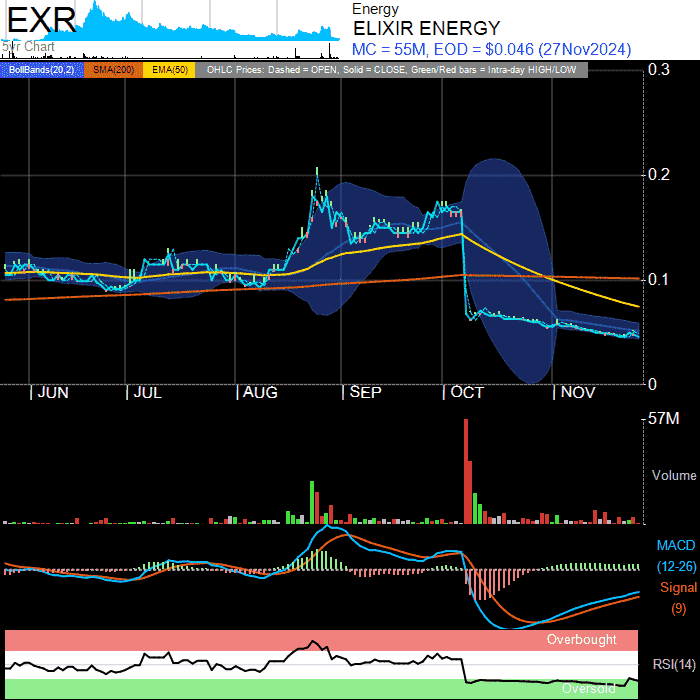 EXR
5yr Chart
Energy
ELIXIR ENERGY
MC = 55M, EOD = $0.046 (27Nov2024)
BollBands(20,2) SMA(200) EMA(50) OHLC Prices: Dashed = OPEN, Solid = CLOSE, Green/Red bars = Intra-day HIGH/LOW
0.3
0.2
0.1
0
| JUN | JUL | AUG | SEP | OCT | NOV
57M
Volume
MACD
(12-26)
Signal
(9)
Overbought
RSI(14)
Oversold